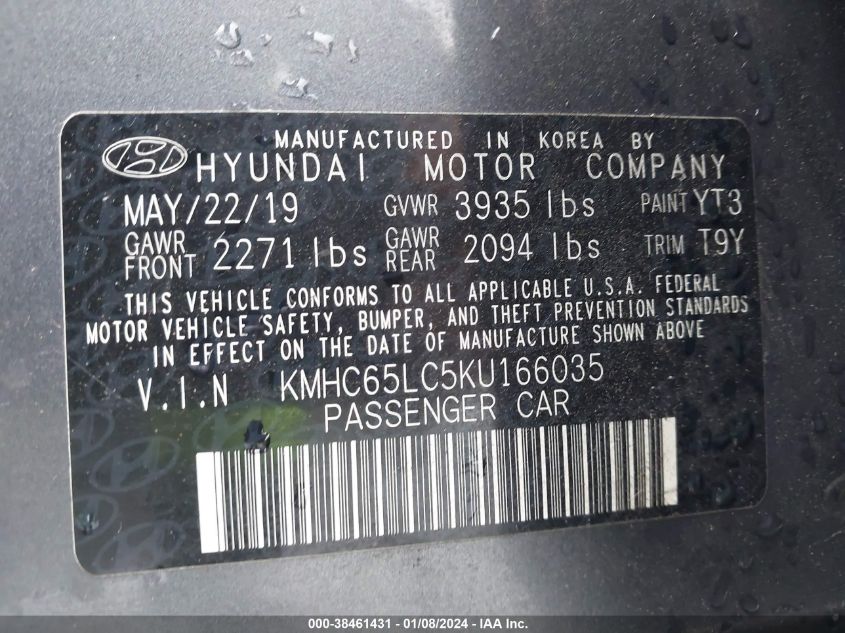 MANUFACTURED IN KOREA BY
HYUNDAI MOTOR COMPANY
MAY/22/19 GVWR 3935 lbs PAINT YT3
GAWR FRONT 2271 lbs GAWR REAR 2094 lbs TRIM T9Y
THIS VEHICLE CONFORMS TO ALL APPLICABLE U.S.A. FEDERAL
MOTOR VEHICLE SAFETY, BUMPER, AND THEFT PREVENTION STANDARDS
IN EFFECT ON THE DATE OF MANUFACTURE SHOWN ABOVE
V.I.N KMHC65LC5KU166035
PASSENGER CAR
000-38461431 - 01/08/2024 - IAA Inc.